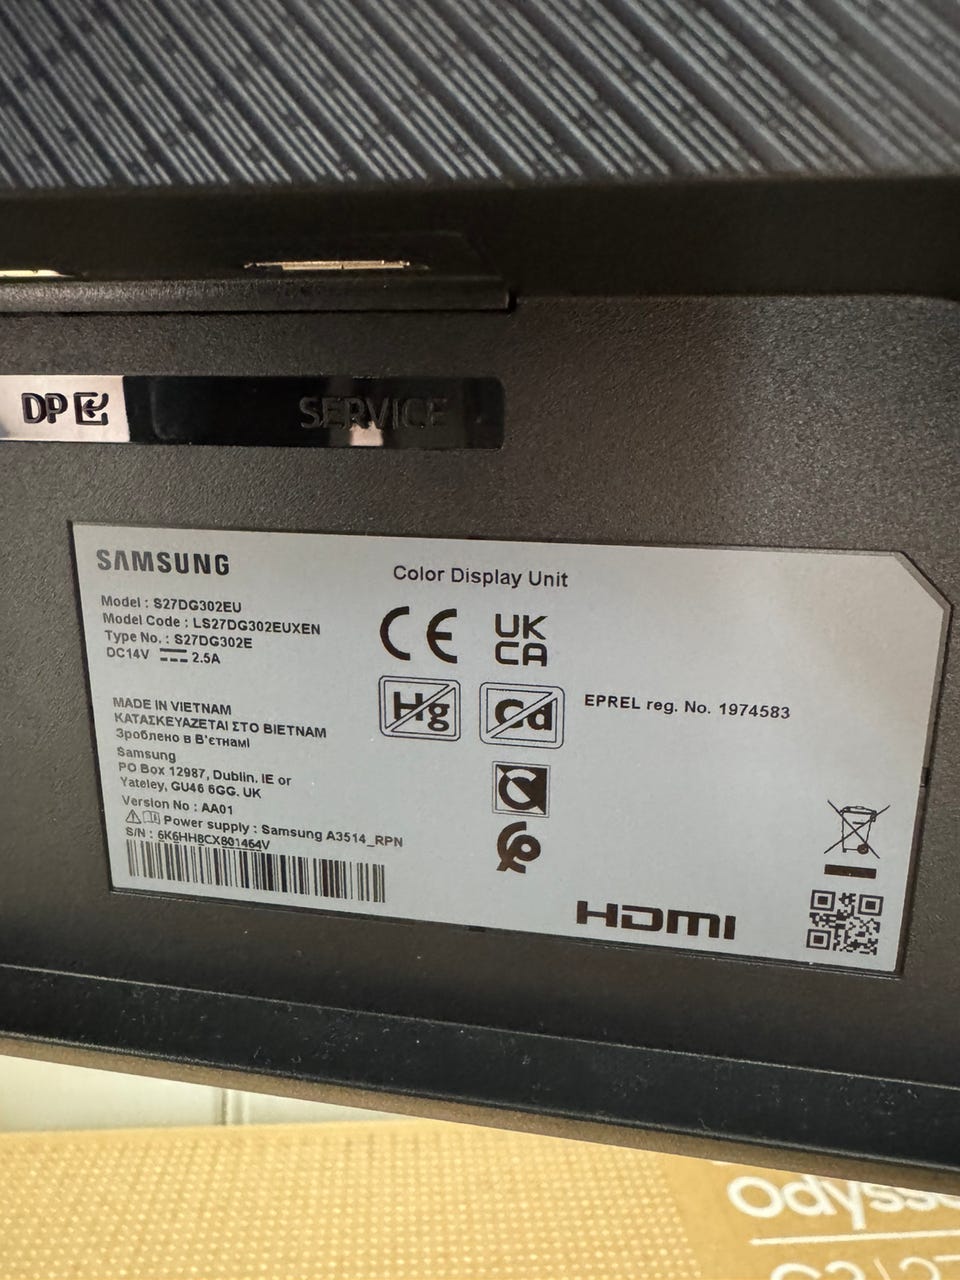 DP
SERVICE
SAMSUNG
Color Display Unit
Model : S27DG302EU
Model Code : LS27DG302EUXEN
Type No. : S27DG302E
DC14V ⎓ 2.5A
CE
UK
CA
Hg
Cd
EPREL reg. No. 1974583
MADE IN VIETNAM
ΚΑΤΑΣΚΕΥΑΖΕΤΑΙ ΣΤΟ ΒΙΕΤΝΑΜ
Зроблено в В'єтнамі
Samsung
PO Box 12987, Dublin. IE or
Yateley, GU46 6GG. UK
Version No : AA01
Power supply : Samsung A3514_RPN
S/N : 6K6HHBCX801464V
HDMI